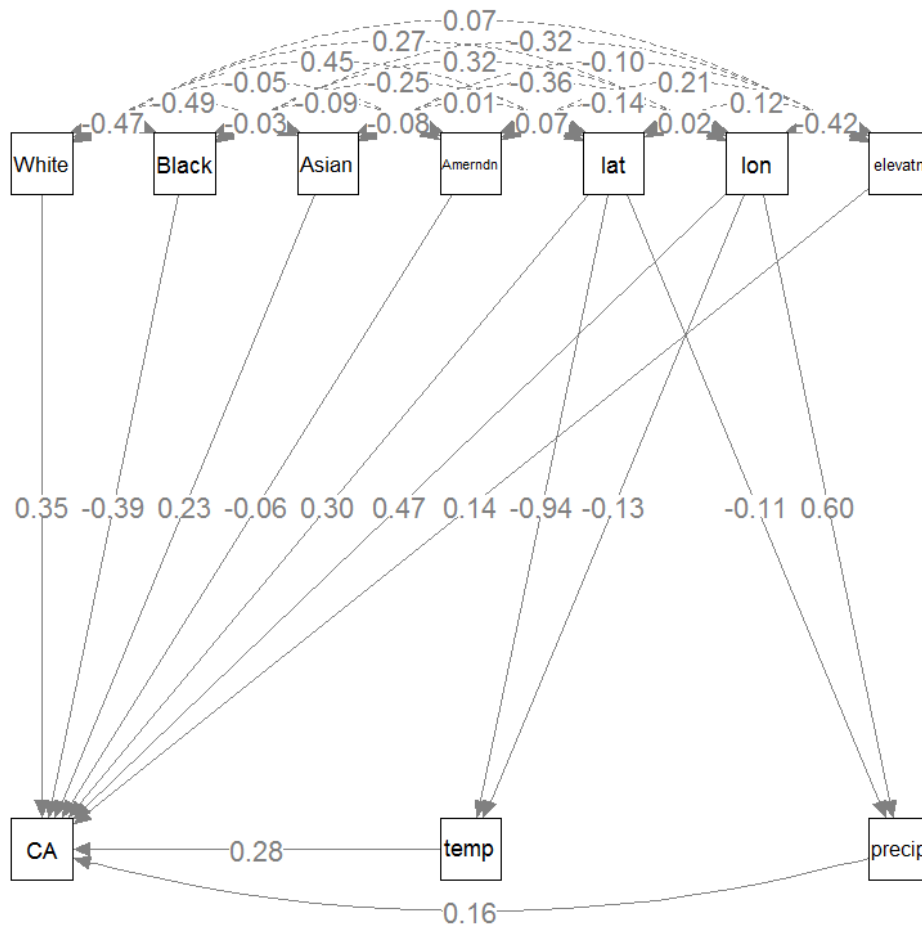 0.07
0.27 -0.32
0.45 0.32 -0.10
-0.05 -0.25 -0.36 0.21
-0.49 -0.09 0.01 -0.14 0.12
-0.47 -0.03 -0.08 0.07 0.02 -0.42
White Black Asian Amerndn lat lon elevatn
0.35 -0.39 0.23 -0.06 0.30 0.47 0.14 -0.94 -0.13 -0.11 0.60
CA temp precip
0.28
0.16